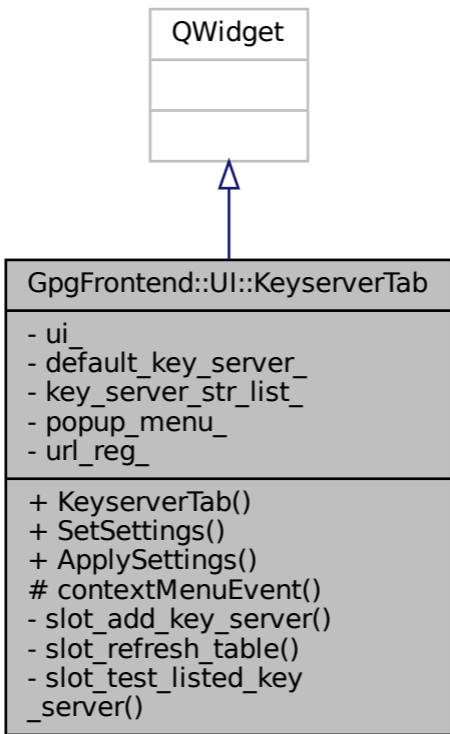 QWidget
GpgFrontend::UI::KeyserverTab
- ui_
- default_key_server_
- key_server_str_list_
- popup_menu_
- url_reg_
+ KeyserverTab()
+ SetSettings()
+ ApplySettings()
# contextMenuEvent()
- slot_add_key_server()
- slot_refresh_table()
- slot_test_listed_key
_server()